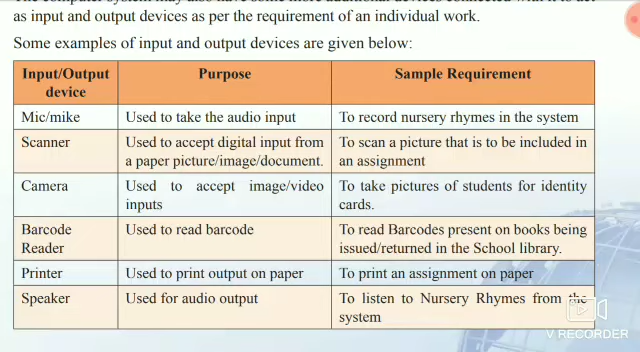 as input and output devices as per the requirement of an individual work.
Some examples of input and output devices are given below:
Input/Output device
Purpose
Sample Requirement
Mic/mike
Used to take the audio input
To record nursery rhymes in the system
Scanner
Used to accept digital input from
a paper picture/image/document.
To scan a picture that is to be included in
an assignment
Camera
Used to accept image/video
inputs
To take pictures of students for identity
cards.
Barcode
Reader
Used to read barcode
To read Barcodes present on books being
issued/returned in the School library.
Printer
Used to print output on paper
To print an assignment on paper
Speaker
Used for audio output
To listen to Nursery Rhymes from the
system
V RECORDER